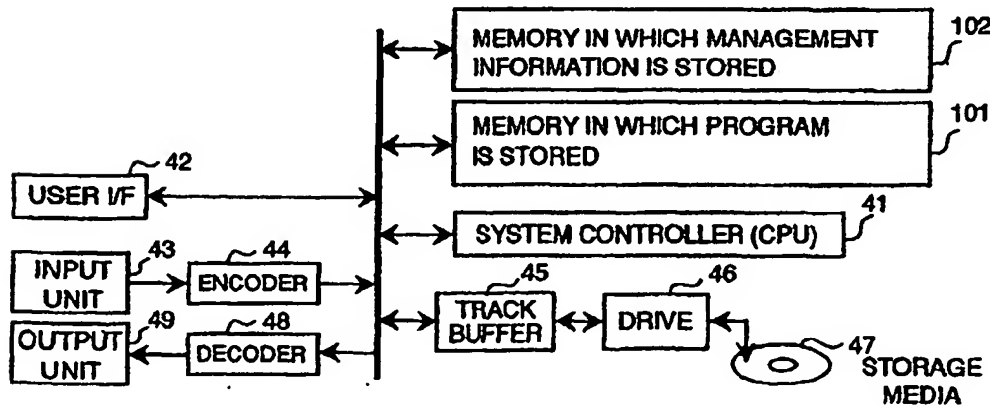 MEMORY IN WHICH MANAGEMENT
INFORMATION IS STORED
102
MEMORY IN WHICH PROGRAM
IS STORED
101
USER I/F
42
SYSTEM CONTROLLER (CPU)
41
INPUT
UNIT
43
ENCODER
44
TRACK
BUFFER
45
DRIVE
46
OUTPUT
UNIT
49
DECODER
48
47
STORAGE
MEDIA